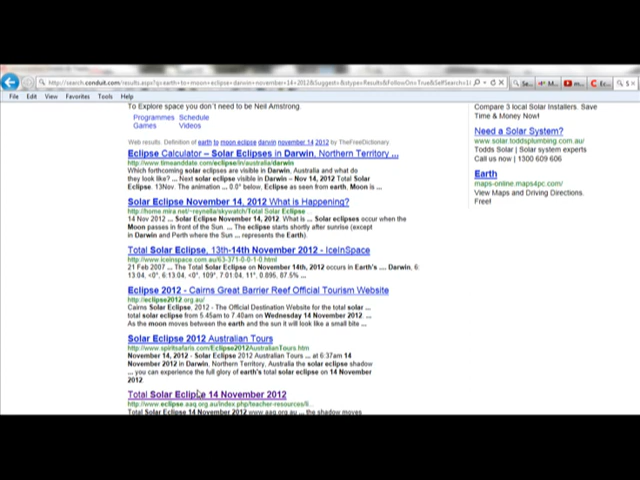 http://search.conduit.com/results.aspx?q=earth+to+moon+eclipse+darwin+november+14+2012&Suggest=&stype=Results&FollowOn=True&SelfSearch=1
File Edit View Favorites Tools Help
To Explore space you don't need to be Neil Amstrong.
Programmes Schedule
Games Videos
Web results. Definition of earth to moon eclipse darwin november 14 2012 by TheFreeDictionary
Eclipse Calculator – Solar Eclipses in Darwin, Northern Territory ...
http://www.timeanddate.com/eclipse/in/australia/darwin
Which forthcoming solar eclipses are visible in Darwin, Australia and what do
they look like? ... Next solar eclipse visible in Darwin – Nov 14, 2012 Total Solar
Eclipse. 13Nov. The animation ... 0.0° below, Eclipse as seen from earth, Moon is ...
Solar Eclipse November 14, 2012 What is Happening?
http://home.mira.net/~reynella/skywatch/Total Solar Eclipse
14 Nov 2012 ... Solar Eclipse November 14, 2012. What is ... Solar eclipses occur when the
Moon passes in front of the Sun. ... The eclipse starts shortly after sunrise (except
in Darwin and Perth where the Sun ... represents the Earth)
Total Solar Eclipse, 13th-14th November 2012 - IceInSpace
http://www.iceinspace.com.au/63-371-0-0-1-0.html
21 Feb 2007 ... The Total Solar Eclipse on November 14th, 2012 occurs in Earth's .... Darwin, 6:
13 04, <0°, 6:13 04, <0°, 109°, 7:01:04, 11°, 0.895, 87.5% ...
Eclipse 2012 - Cairns Great Barrier Reef Official Tourism Website
http://eclipse2012.org.au/
Cairns Solar Eclipse, 2012 - The Official Destination Website for the total solar ...
total solar eclipse from 5.45am to 7.40am on Wednesday 14 November 2012 ...
As the moon moves between the earth and the sun it will look like a small bite ...
Solar Eclipse 2012 Australian Tours
http://www.spiritsafaris.com/Eclipse2012AustralianTours.htm
November 14, 2012 - Solar Eclipse 2012 Australian Tours ... at 6:37am 14
November 2012 in Darwin, Northern Territory, Australia the solar eclipse shadow
... you can experience the full glory of earth's total solar eclipse on 14 November
2012
Total Solar Eclipse 14 November 2012
http://www.eclipse.aaq.org.au/index.php/teacher-resources/li...
Total Solar Eclipse 14 November 2012 www.aaq.org.au ... the shadow moves
Compare 3 local Solar Installers. Save
Time & Money Now!
Need a Solar System?
www.solar.toddsplumbing.com.au/
Todds Solar | Solar system experts
Call us now | 1300 609 606
Earth
maps-online.maps4pc.com/
View Maps and Driving Directions.
Free!